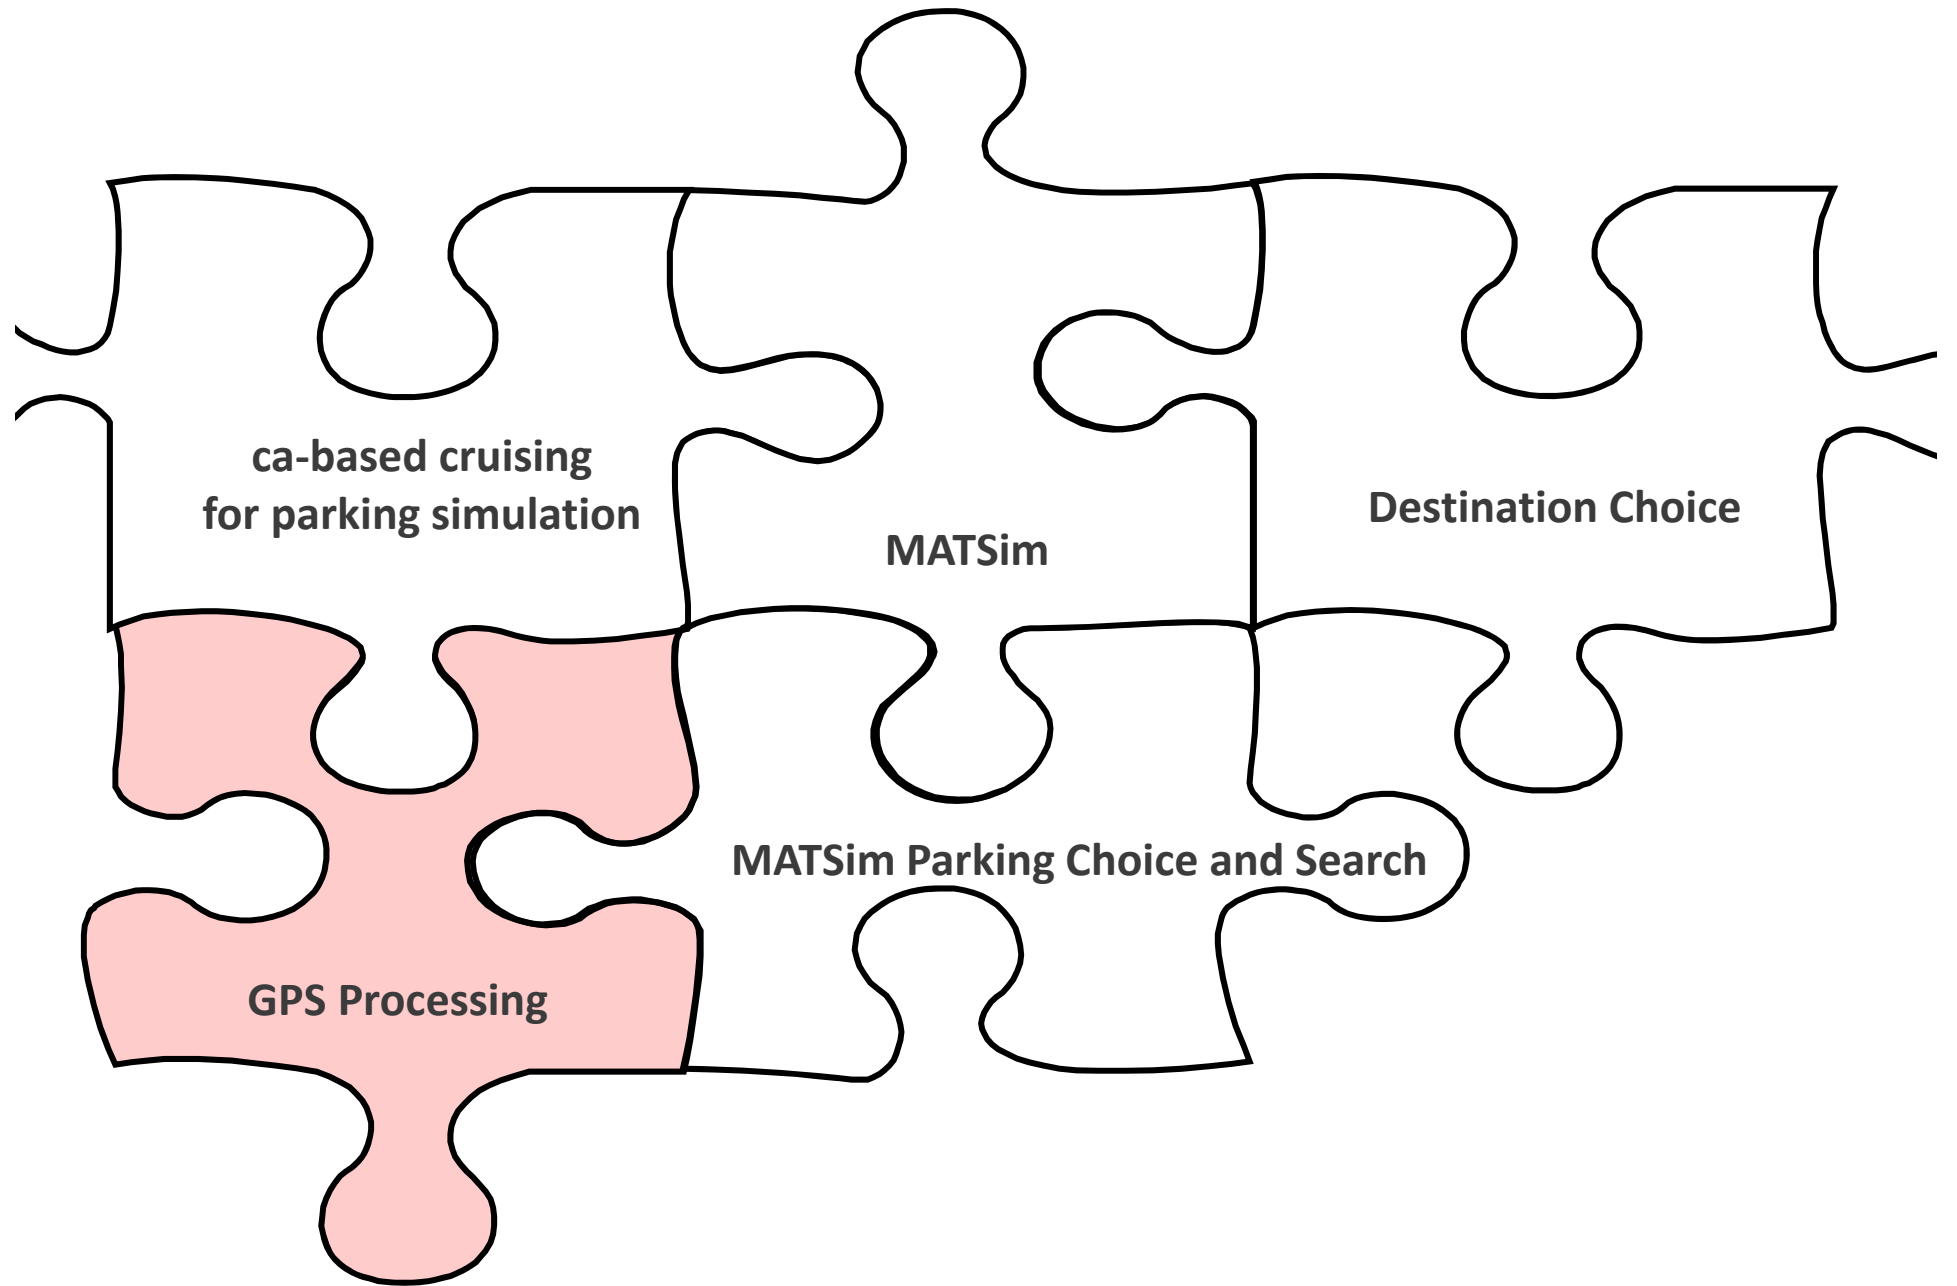 ca-based cruising
for parking simulation
MATSim
Destination Choice
MATSim Parking Choice and Search
GPS Processing